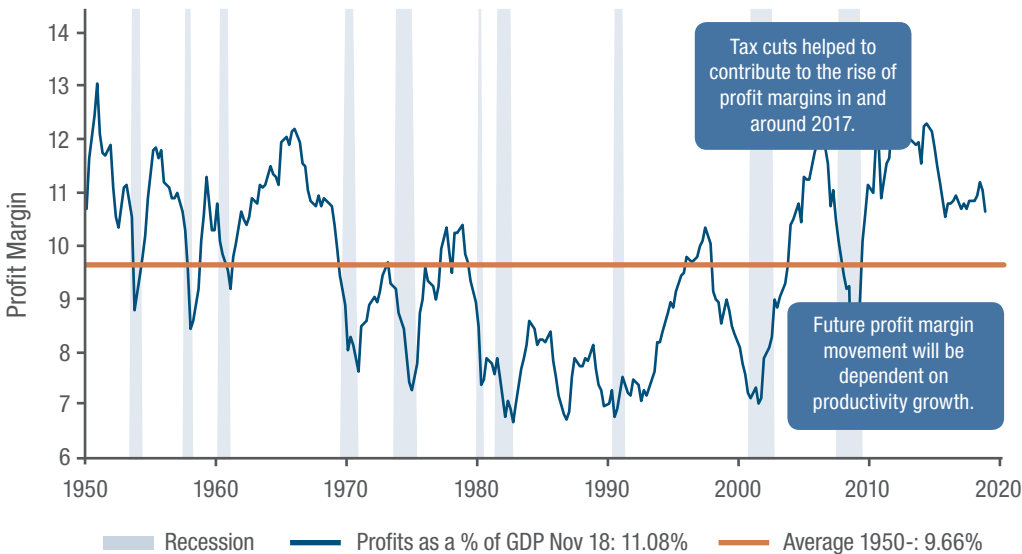 14
13
12
11
10
9
8
7
6
Profit Margin
Tax cuts helped to
contribute to the rise of
profit margins in and
around 2017.
Future profit margin
movement will be
dependent on
productivity growth.
1950 1960 1970 1980 1990 2000 2010 2020
Recession Profits as a % of GDP Nov 18: 11.08% Average 1950-: 9.66%